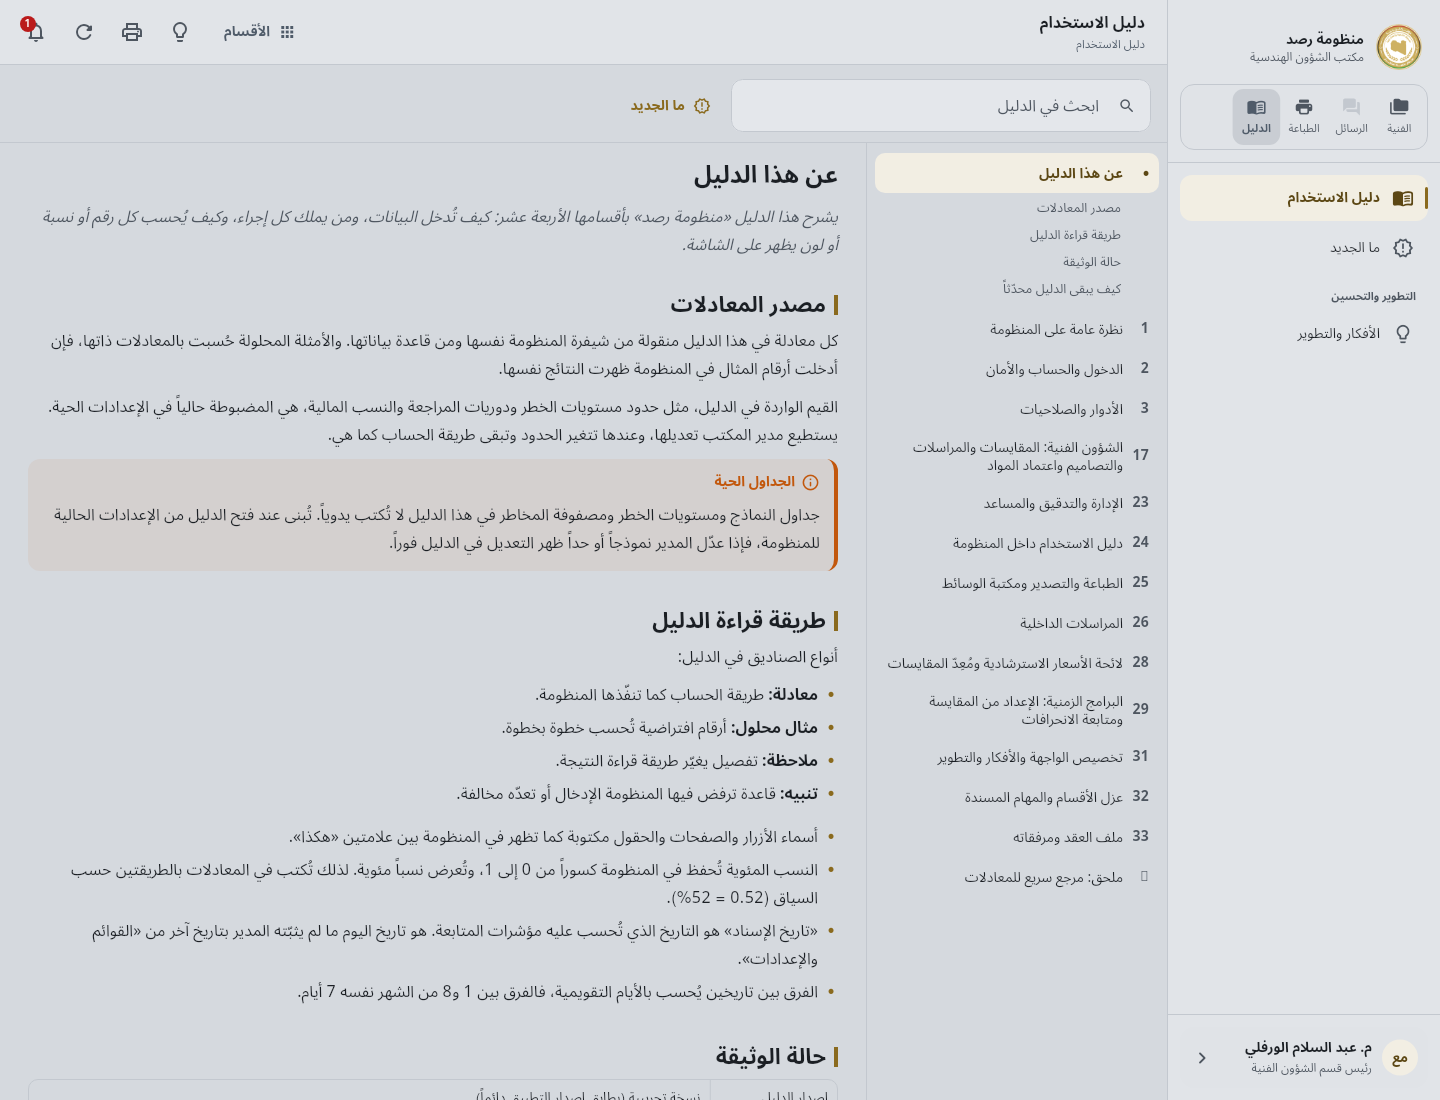 منظومة رصد
مكتب الشؤون الهندسية
الفنية
الرسائل
الطباعة
الدليل
دليل الاستخدام
ما الجديد
التطوير والتحسين
الأفكار والتطوير
م. عبد السلام الورفلي
رئيس قسم الشؤون الفنية
مع
دليل الاستخدام
دليل الاستخدام
الأقسام
1
ابحث في الدليل
ما الجديد
• عن هذا الدليل
مصدر المعادلات
طريقة قراءة الدليل
حالة الوثيقة
كيف يبقى الدليل محدّثاً
1 نظرة عامة على المنظومة
2 الدخول والحساب والأمان
3 الأدوار والصلاحيات
17 الشؤون الفنية: المقايسات والمراسلات
والتصاميم واعتماد المواد
23 الإدارة والتدقيق والمساعد
24 دليل الاستخدام داخل المنظومة
25 الطباعة والتصدير ومكتبة الوسائط
26 المراسلات الداخلية
28 لائحة الأسعار الاسترشادية ومُعِدّ المقايسات
29 البرامج الزمنية: الإعداد من المقايسة
ومتابعة الانحرافات
31 تخصيص الواجهة والأفكار والتطوير
32 عزل الأقسام والمهام المسندة
33 ملف العقد ومرفقاته
ملحق: مرجع سريع للمعادلات
عن هذا الدليل
يشرح هذا الدليل «منظومة رصد» بأقسامها الأربعة عشر: كيف تُدخل البيانات، ومن يملك كل إجراء، وكيف يُحسب كل رقم أو نسبة
أو لون يظهر على الشاشة.
مصدر المعادلات
كل معادلة في هذا الدليل منقولة من شيفرة المنظومة نفسها ومن قاعدة بياناتها. والأمثلة المحلولة حُسبت بالمعادلات ذاتها، فإن
أدخلت أرقام المثال في المنظومة ظهرت النتائج نفسها.
القيم الواردة في الدليل، مثل حدود مستويات الخطر ودوريات المراجعة والنسب المالية، هي المضبوطة حالياً في الإعدادات الحية.
يستطيع مدير المكتب تعديلها، وعندها تتغير الحدود وتبقى طريقة الحساب كما هي.
الجداول الحية
جداول النماذج ومستويات الخطر ومصفوفة المخاطر في هذا الدليل لا تُكتب يدوياً. تُبنى عند فتح الدليل من الإعدادات الحالية
للمنظومة، فإذا عدّل المدير نموذجاً أو حداً ظهر التعديل في الدليل فوراً.
طريقة قراءة الدليل
أنواع الصناديق في الدليل:
• معادلة: طريقة الحساب كما تنفّذها المنظومة.
• مثال محلول: أرقام افتراضية تُحسب خطوة بخطوة.
• ملاحظة: تفصيل يغيّر طريقة قراءة النتيجة.
• تنبيه: قاعدة ترفض فيها المنظومة الإدخال أو تعدّه مخالفة.
• أسماء الأزرار والصفحات والحقول مكتوبة كما تظهر في المنظومة بين علامتين «هكذا».
• النسب المئوية تُحفظ في المنظومة كسوراً من 0 إلى 1، وتُعرض نسباً مئوية. لذلك تُكتب في المعادلات بالطريقتين حسب
السياق (0.52 = 52%).
• «تاريخ الإسناد» هو التاريخ الذي تُحسب عليه مؤشرات المتابعة. هو تاريخ اليوم ما لم يثبّته المدير بتاريخ آخر من «القوائم
والإعدادات».
• الفرق بين تاريخين يُحسب بالأيام التقويمية، فالفرق بين 1 و8 من الشهر نفسه 7 أيام.
حالة الوثيقة
إصدار الدليل
نسخة تجريبية (يطابق إصدار التطبيق دائماً)